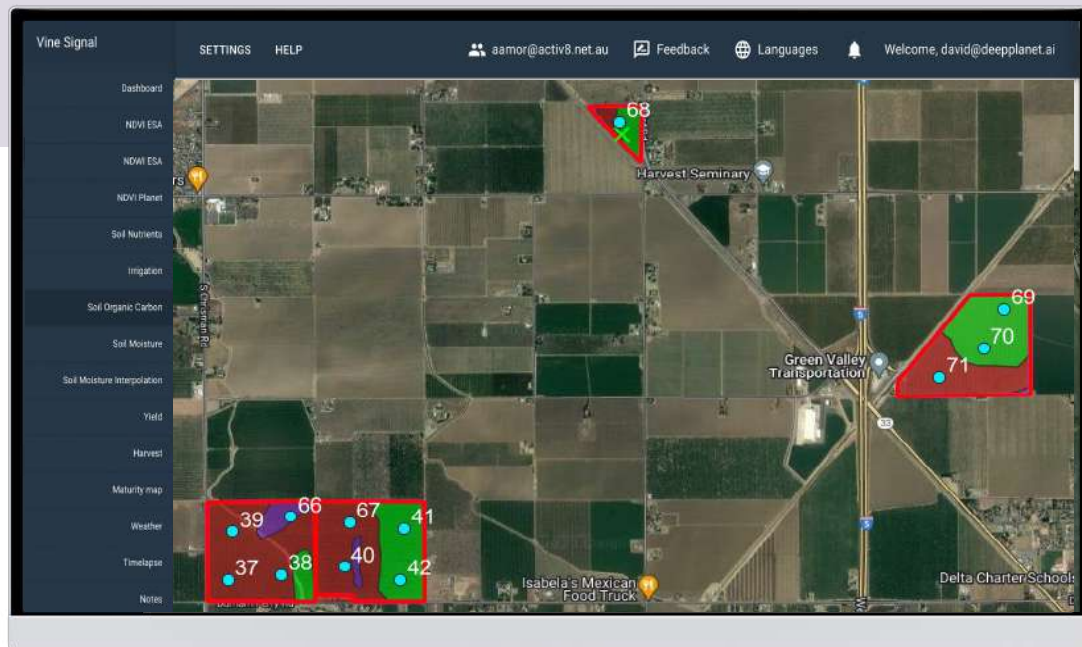 Vine Signal
SETTINGS
HELP
aamor@activ8.net.au
Feedback
Languages
Welcome, david@deepplanet.ai
Dashboard
NDVI ESA
NDWI ESA
NDVI Planet
Soil Nutrients
Irrigation
Soil Organic Carbon
Soil Moisture
Soil Moisture Interpolation
Yield
Harvest
Maturity map
Weather
Timelapse
Notes
68
Harvest Seminary
S Chrisman Rd
5
69
70
71
Green Valley
Transportation
33
5
39
66
67
41
37
38
40
42
Isabela's Mexican
Food Truck
Delta Charter Schools